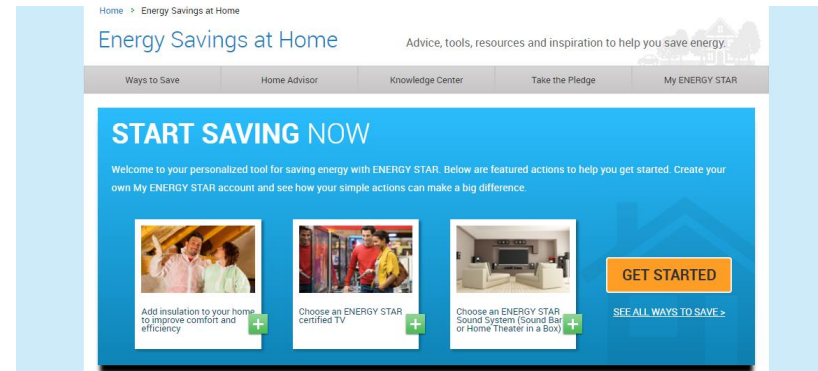 Home > Energy Savings at Home
Energy Savings at Home
Advice, tools, resources and inspiration to help you save energy.
Ways to Save
Home Advisor
Knowledge Center
Take the Pledge
My ENERGY STAR
START SAVING NOW
Welcome to your personalized tool for saving energy with ENERGY STAR. Below are featured actions to help you get started. Create your
own My ENERGY STAR account and see how your simple actions can make a big difference.
Add insulation to your home
to improve comfort and
efficiency
Choose an ENERGY STAR
certified TV
Choose an ENERGY STAR
Sound System (Sound Bar
or Home Theater in a Box)
GET STARTED
SEE ALL WAYS TO SAVE >